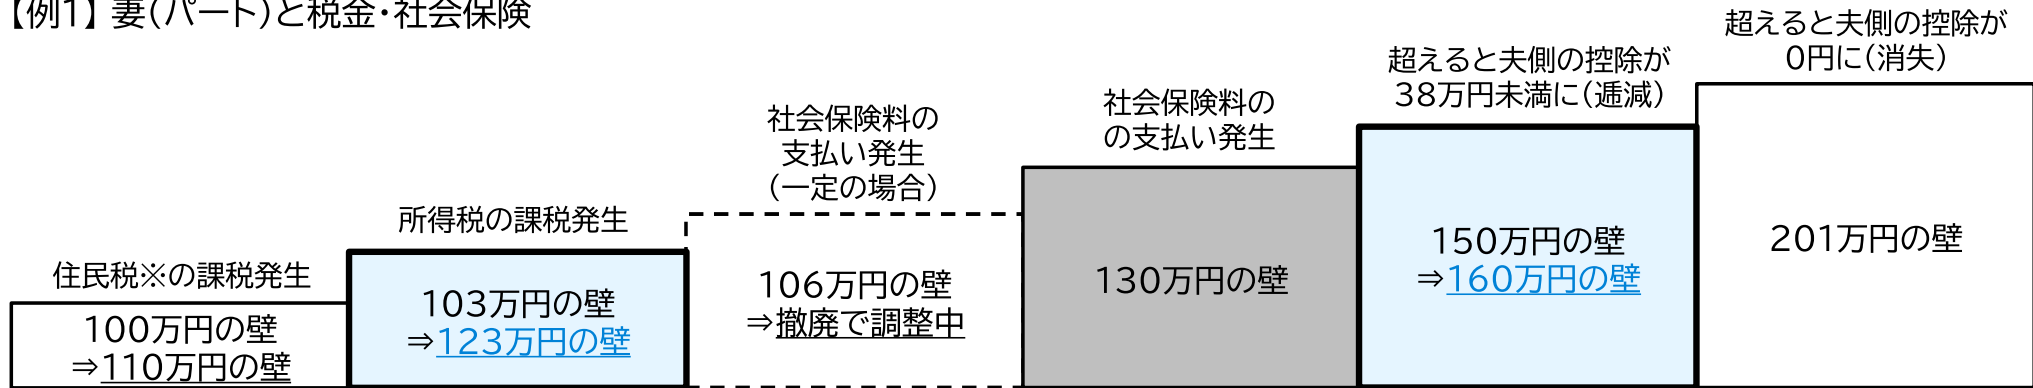 【例1】 妻（パート）と税金・社会保険
住民税※の課税発生
100万円の壁
⇒110万円の壁
所得税の課税発生
103万円の壁
⇒123万円の壁
社会保険料の
支払い発生
（一定の場合）
106万円の壁
⇒撤廃で調整中
社会保険料の
の支払い発生
130万円の壁
超えると夫側の控除が
38万円未満に（逓減）
150万円の壁
⇒160万円の壁
超えると夫側の控除が
0円に（消失）
201万円の壁